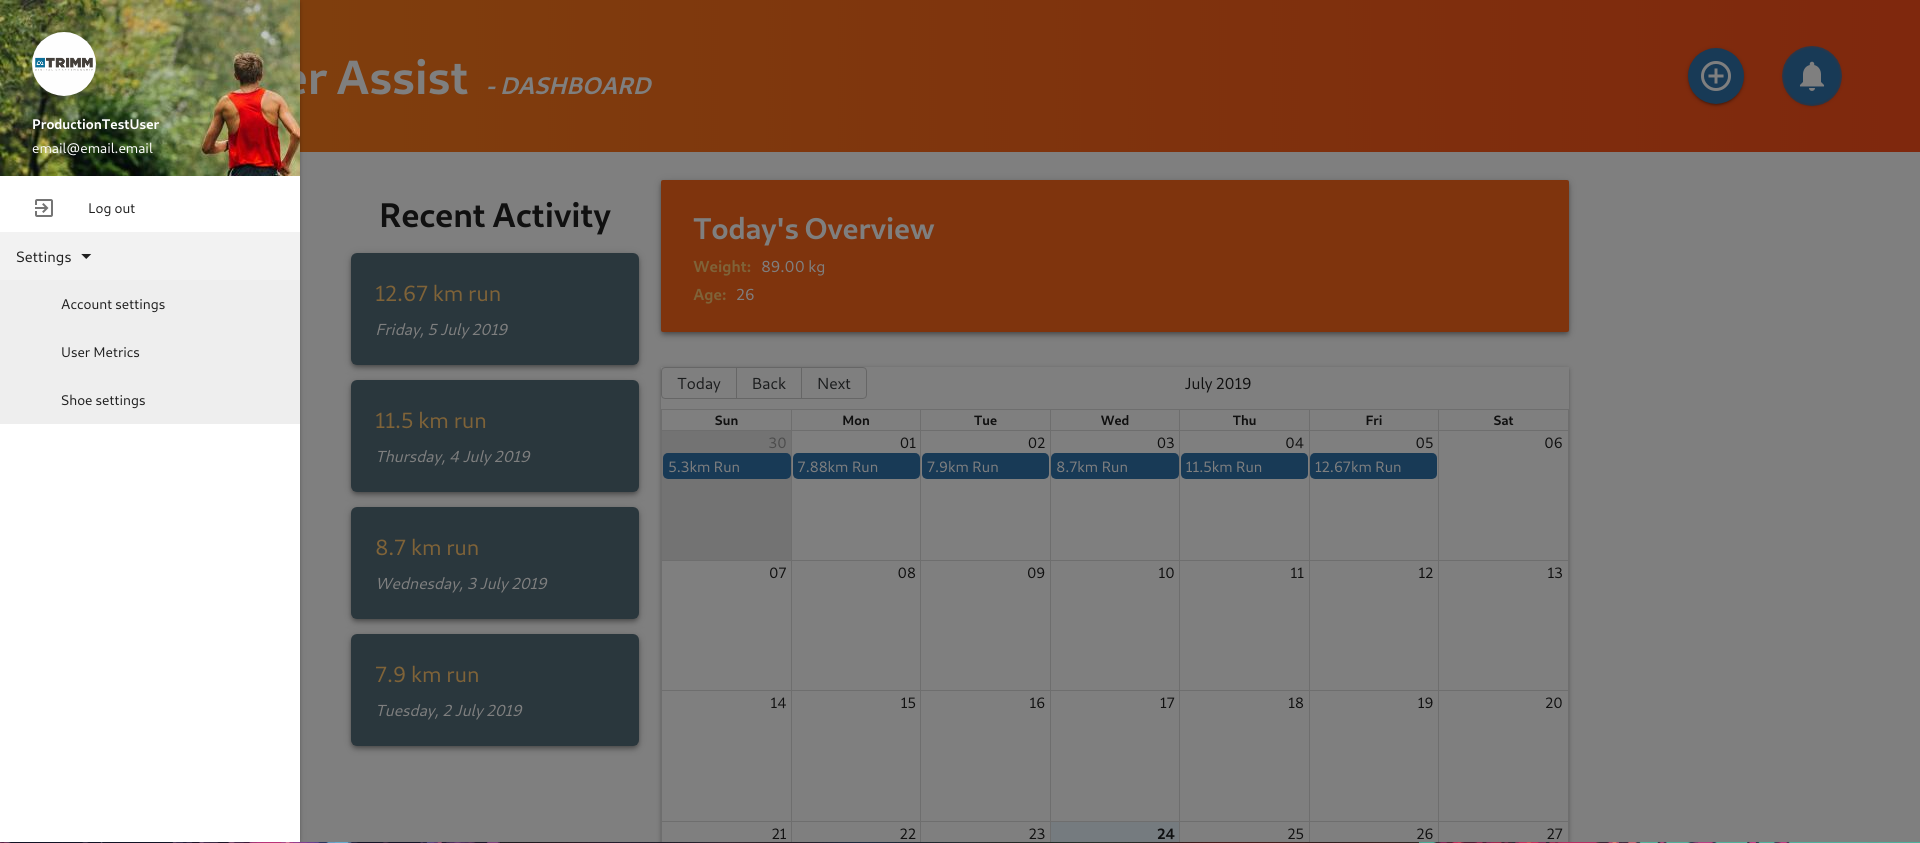 TRIMM
ProductionTestUser
email@email.email
Log out
Settings
Account settings
User Metrics
Shoe settings
er Assist - DASHBOARD
Recent Activity
12.67 km run
Friday, 5 July 2019
11.5 km run
Thursday, 4 July 2019
8.7 km run
Wednesday, 3 July 2019
7.9 km run
Tuesday, 2 July 2019
Today's Overview
Weight: 89.00 kg
Age: 26
Today Back Next July 2019
Sun Mon Tue Wed Thu Fri Sat
30 01 02 03 04 05 06
5.3km Run 7.88km Run 7.9km Run 8.7km Run 11.5km Run 12.67km Run
07 08 09 10 11 12 13
14 15 16 17 18 19 20
21 22 23 24 25 26 27